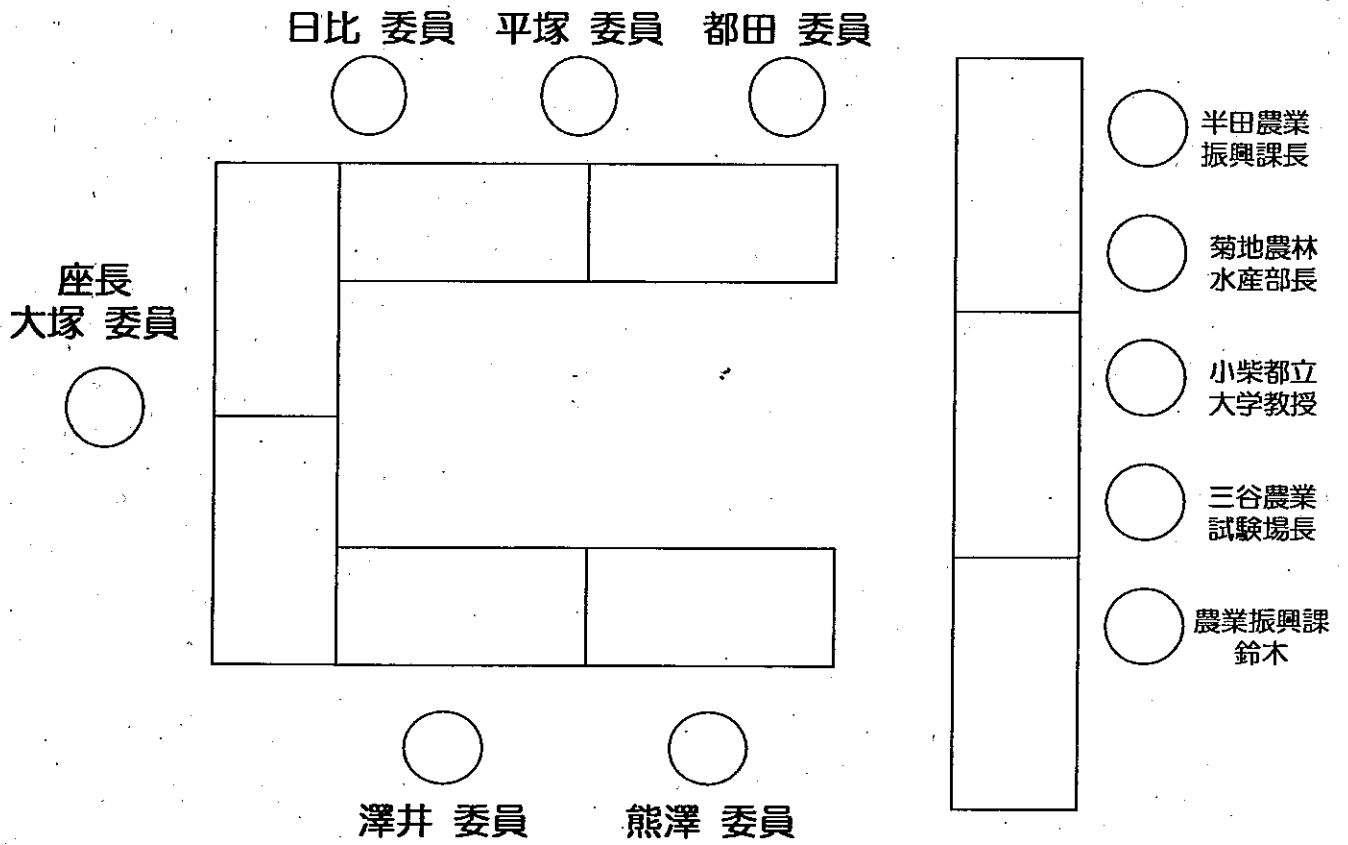 日比 委員 平塚 委員 都田 委員
座長
大塚 委員
半田農業
振興課長
菊地農林
水産部長
小柴都立
大学教授
三谷農業
試験場長
農業振興課
鈴木
澤井 委員 熊澤 委員